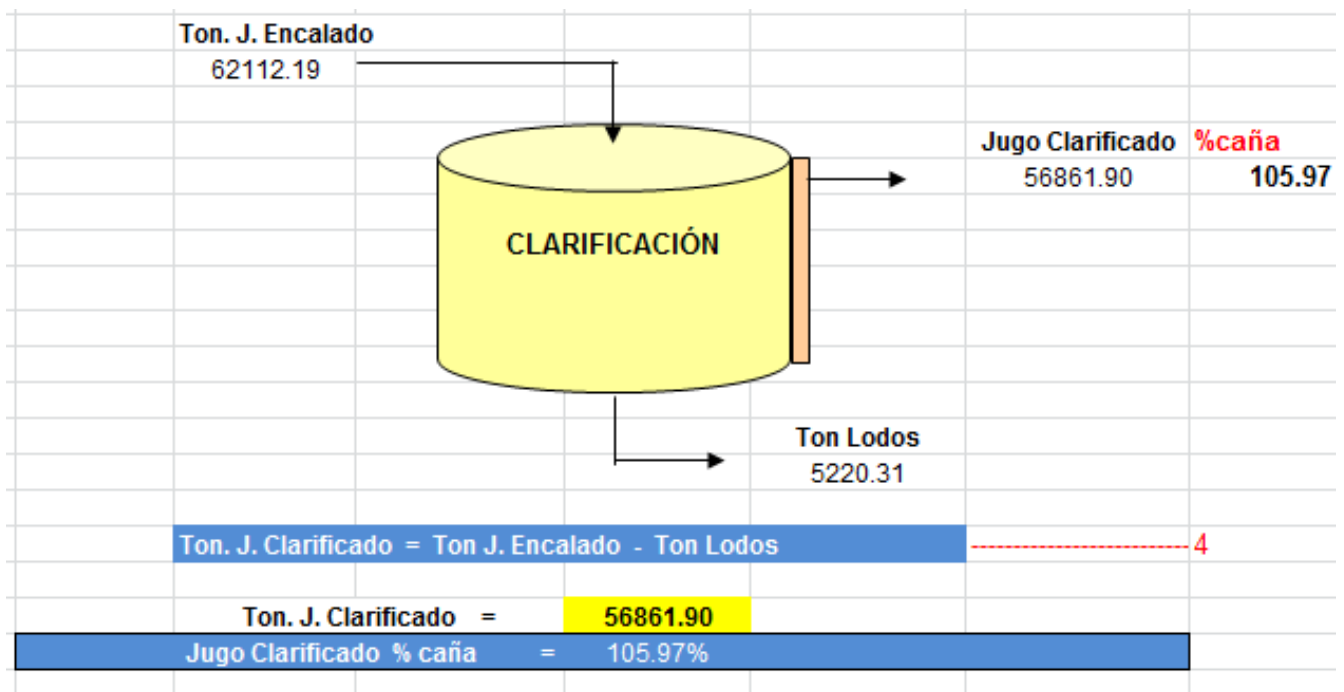 Ton. J. Encalado
62112.19
Jugo Clarificado %caña
56861.90 105.97
CLARIFICACIÓN
Ton Lodos
5220.31
Ton. J. Clarificado = Ton J. Encalado - Ton Lodos ------------------------- 4
Ton. J. Clarificado = 56861.90
Jugo Clarificado % caña = 105.97%